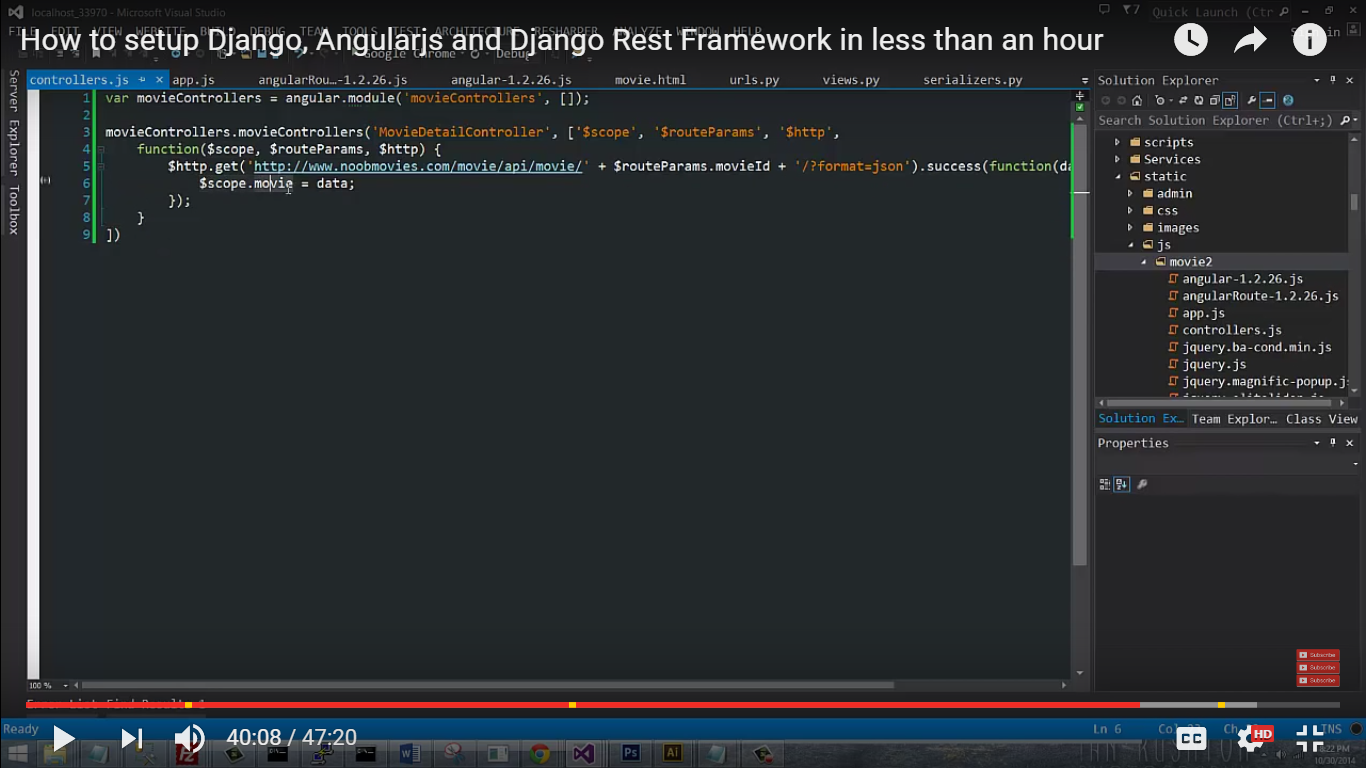 localhost_33970 - Microsoft Visual Studio
Quick Launch (Ctr
How to setup Django, Angularjs and Django Rest Framework in less than an hour
controllers.js
app.js
angularRou…-1.2.26.js
angular-1.2.26.js
movie.html
urls.py
views.py
serializers.py
Server Explorer
Toolbox
1 var movieControllers = angular.module('movieControllers', []);
2
3 movieControllers.movieControllers('MovieDetailController', ['$scope', '$routeParams', '$http',
4 function($scope, $routeParams, $http) {
5 $http.get('http://www.noobmovies.com/movie/api/movie/' + $routeParams.movieId + '/?format=json').success(function(da
6 $scope.movie = data;
7 });
8 }
9 ])
Solution Explorer
Search Solution Explorer (Ctrl+;)
scripts
Services
static
admin
css
images
js
movie2
angular-1.2.26.js
angularRoute-1.2.26.js
app.js
controllers.js
jquery.ba-cond.min.js
jquery.js
jquery.magnific-popup.js
Solution Ex…
Team Explor…
Class View
Properties
Subscribe
Subscribe
Subscribe
100 %
Ready
Ln 6
INS
40:08 / 47:20
CC
HD
10/30/2014